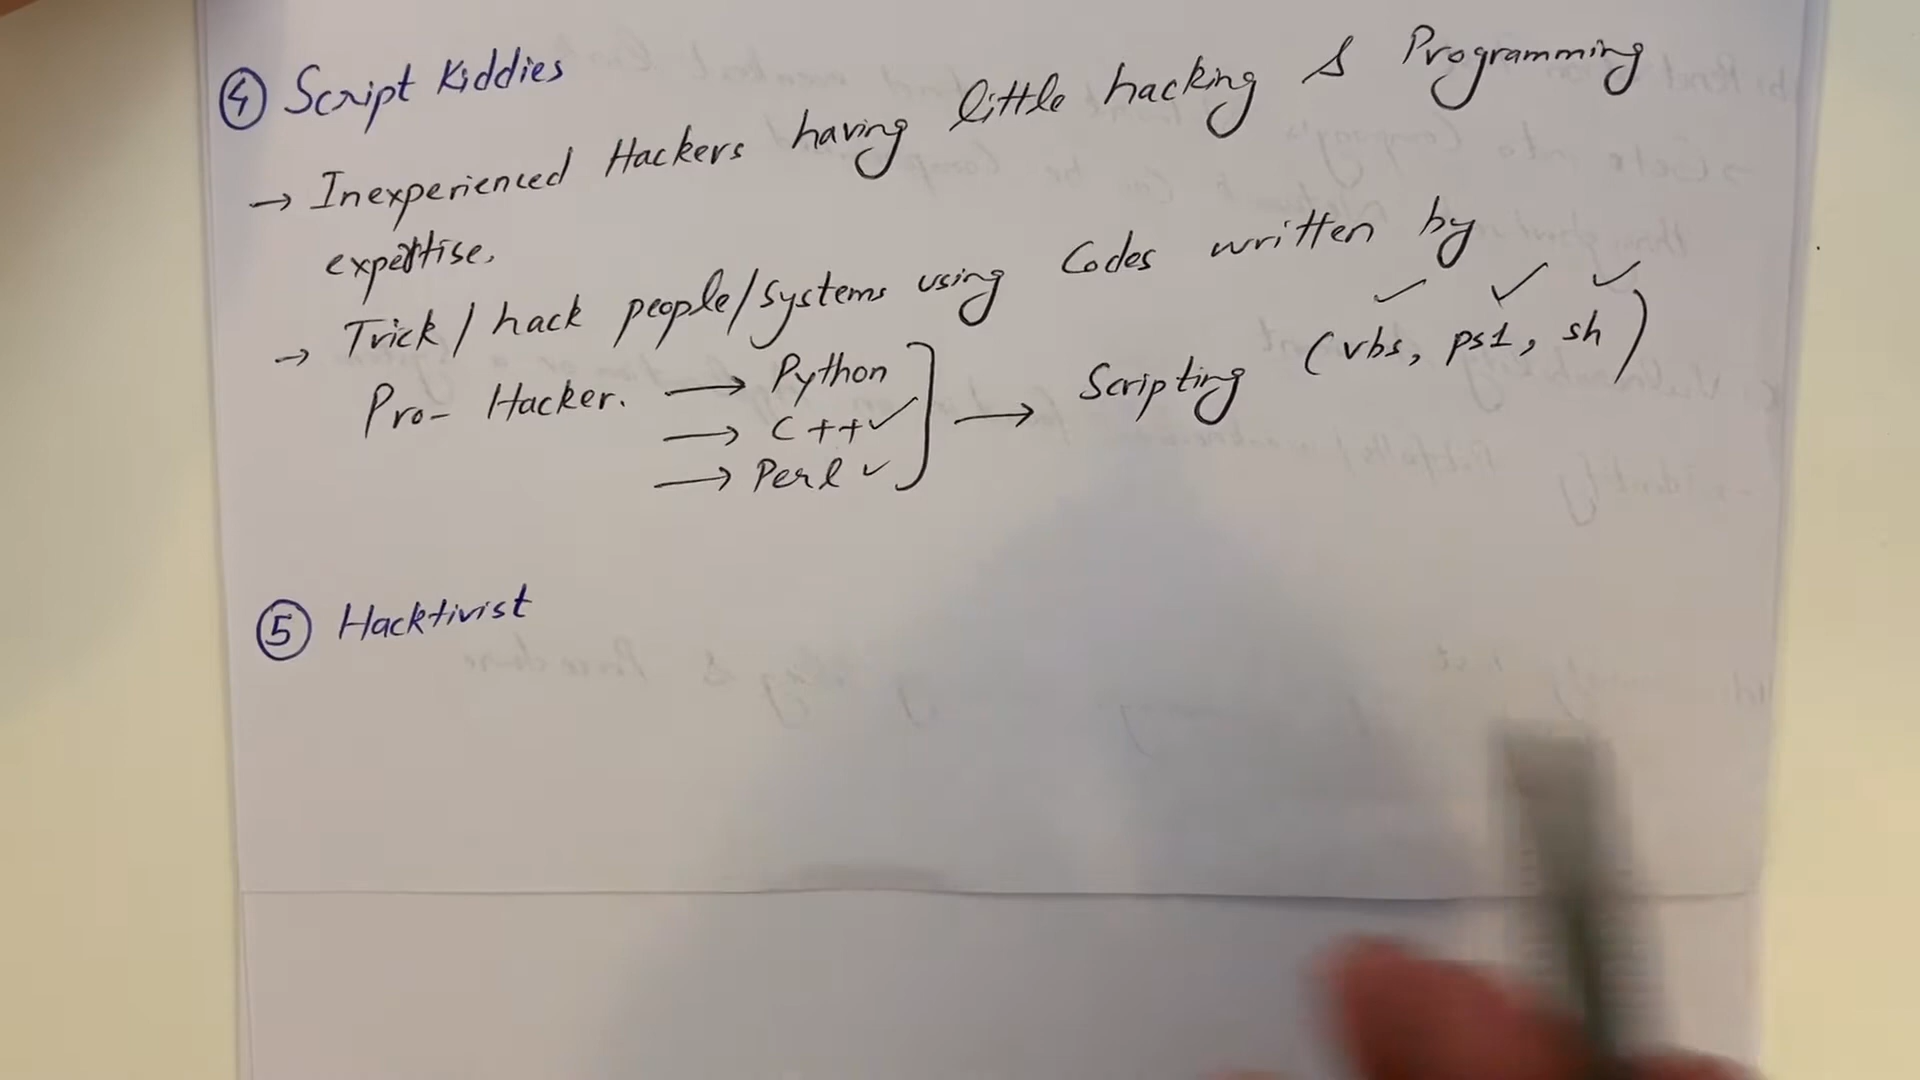 ④ Script Kiddies
→ Inexperienced Hackers having little hacking & Programming
expertise.
→ Trick/hack people/systems using Codes written by
Pro- Hacker. → Python
→ C++ ✓
→ Perl ✓
→ Scripting (vbs, ps1, sh)
⑤ Hacktivist